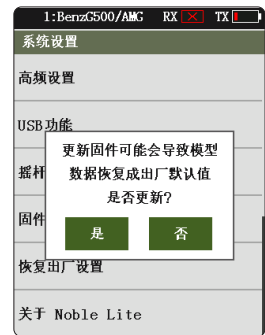 1:BenzG500/AMG RX TX
系统设置
高频设置
USB功能
更新固件可能会导致模型
数据恢复成出厂默认值
是否更新?
摇杆
固件
是 否
恢复出厂设置
关于 Noble Lite